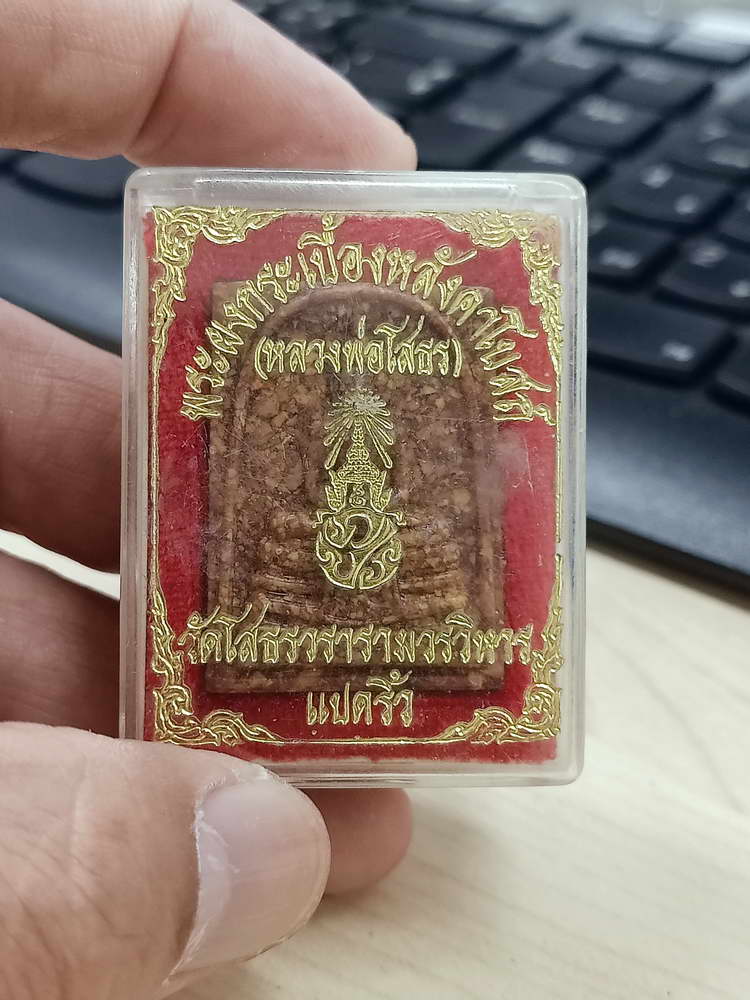 พระผงกระเบื้องหลังคาโบสถ์
(หลวงพ่อโสธร)
วัดโสธรวรารามวรวิหาร
แปดริ้ว